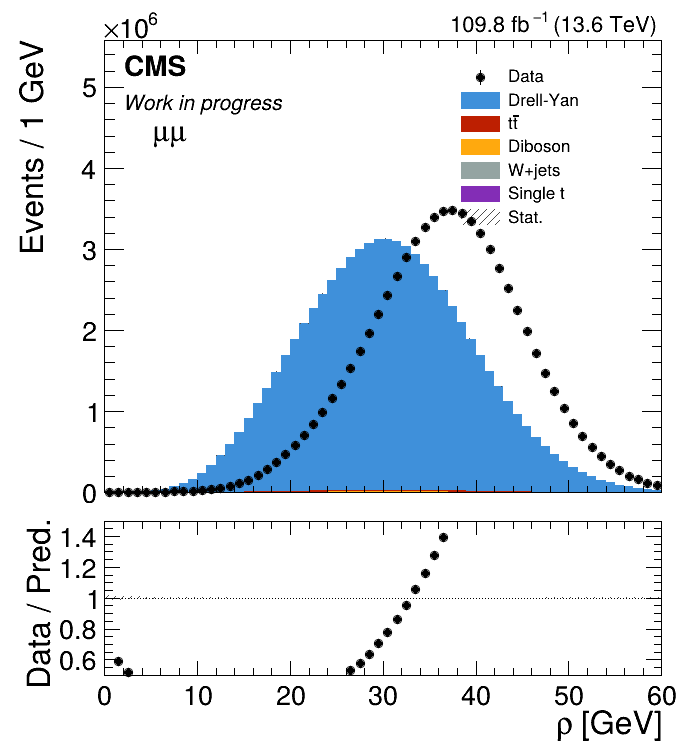 ×10⁶
109.8 fb⁻¹ (13.6 TeV)
CMS
Work in progress
μμ
Data
Drell-Yan
tt̅
Diboson
W+jets
Single t
Stat.
Events / 1 GeV
5
4
3
2
1
0
Data / Pred.
1.4
1.2
1
0.8
0.6
0 10 20 30 40 50 60
ρ [GeV]